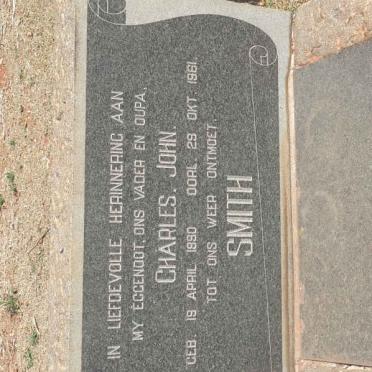 IN LIEFDEVOLLE HERINNERING AAN
MY EGGENOOT, ONS VADER EN OUPA,
CHARLES. JOHN.
GEB. 19 APRIL 1890 OORL. 29 OKT. 1961.
TOT ONS WEER ONTMOET.
SMITH